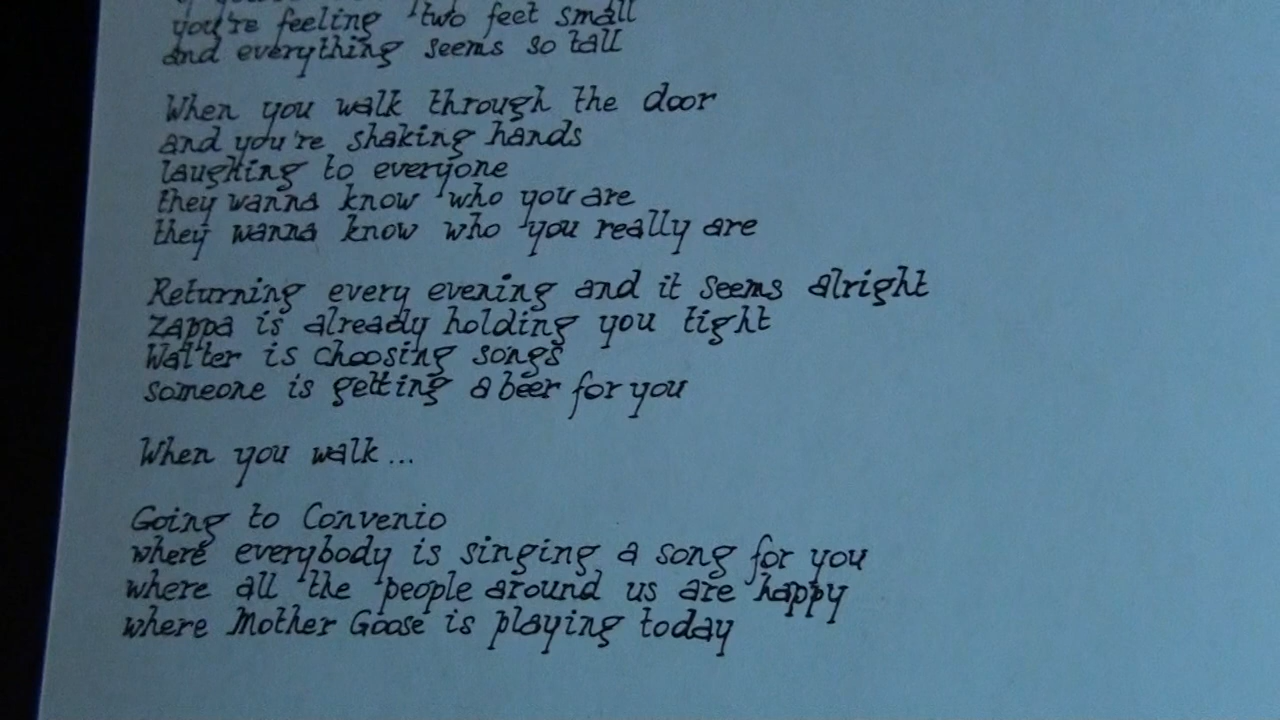 you're feeling two feet small
and everything seems so tall
When you walk through the door
and you're shaking hands
laughing to everyone
they wanna know who you are
they wanna know who you really are
Returning every evening and it seems alright
Zappa is already holding you tight
Walter is choosing songs
someone is getting a beer for you
When you walk...
Going to Convenio
where everybody is singing a song for you
where all the people around us are happy
where Mother Goose is playing today